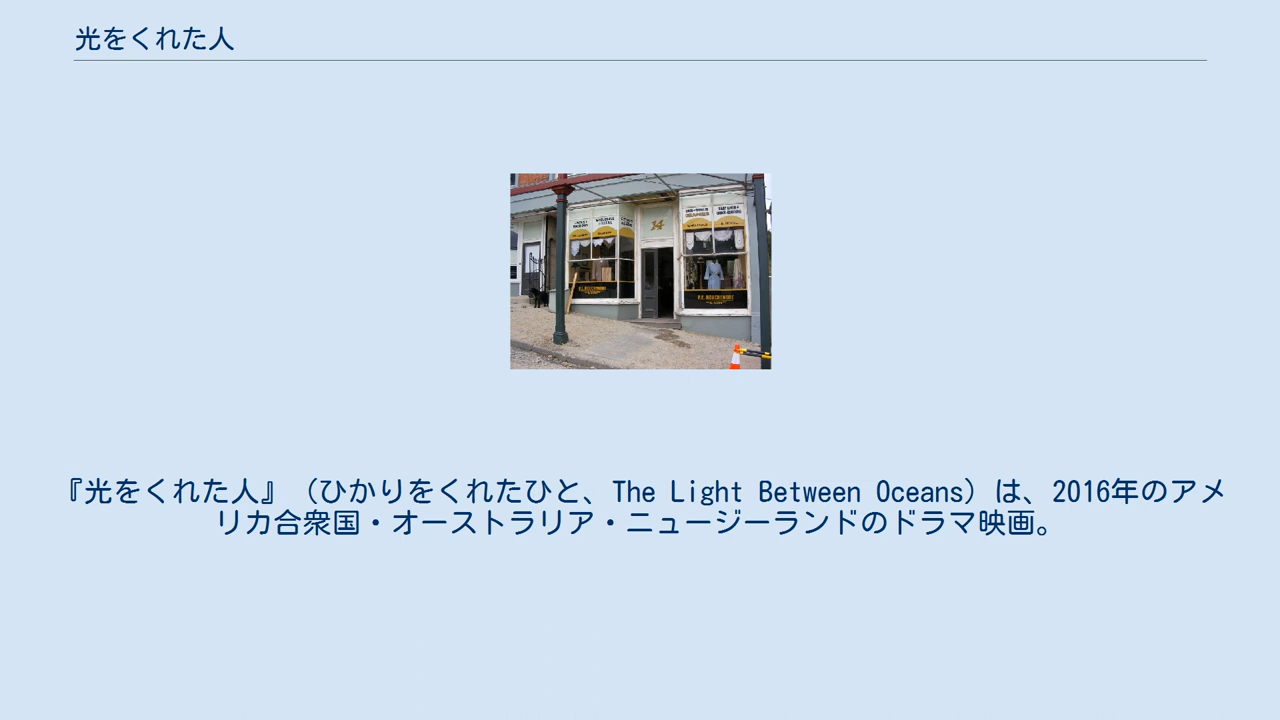 光をくれた人
14
『光をくれた人』（ひかりをくれたひと、The Light Between Oceans）は、2016年のアメ
リカ合衆国・オーストラリア・ニュージーランドのドラマ映画。